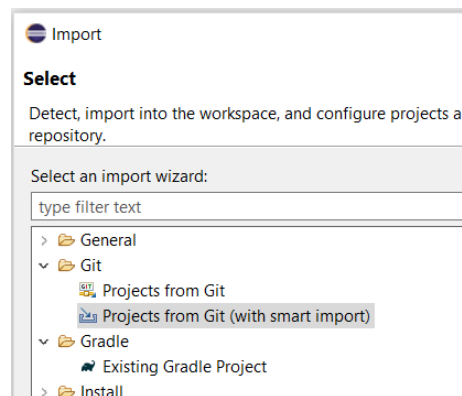 Import
Select
Detect, import into the workspace, and configure projects a
repository.
Select an import wizard:
type filter text
General
Git
Projects from Git
Projects from Git (with smart import)
Gradle
Existing Gradle Project
Install